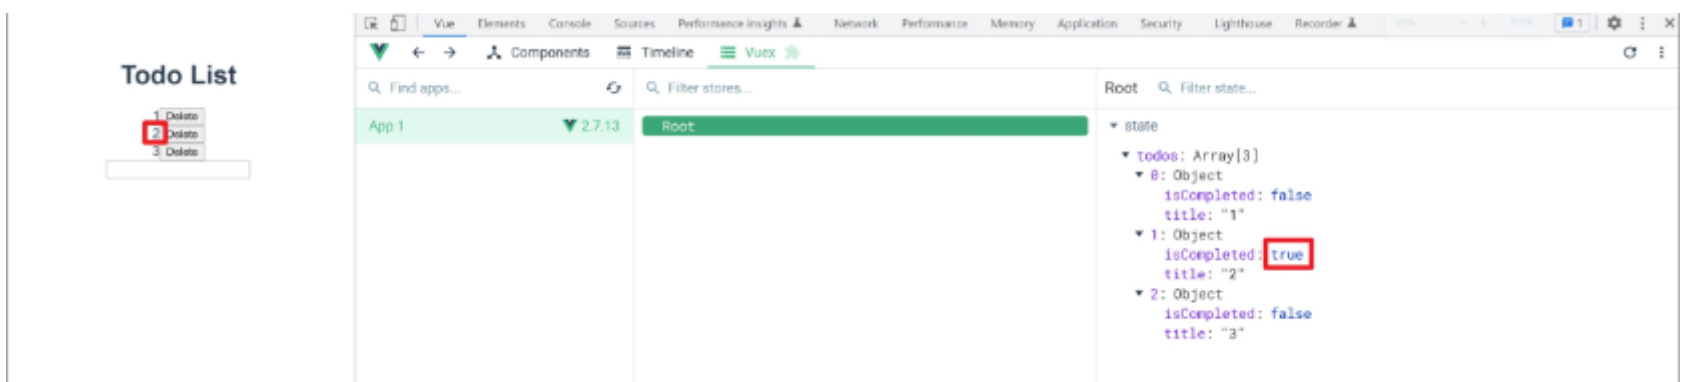 Vue Elements Console Sources Performance insights Network Performance Memory Application Security Lighthouse Recorder 1
Components Timeline Vuex
Todo List
Find apps... Filter stores... Root Filter state...
1 Delete
2 Delete
3 Delete
App 1 2.7.13 Root
state
todos: Array[3]
0: Object
isCompleted: false
title: "1"
1: Object
isCompleted: true
title: "2"
2: Object
isCompleted: false
title: "3"